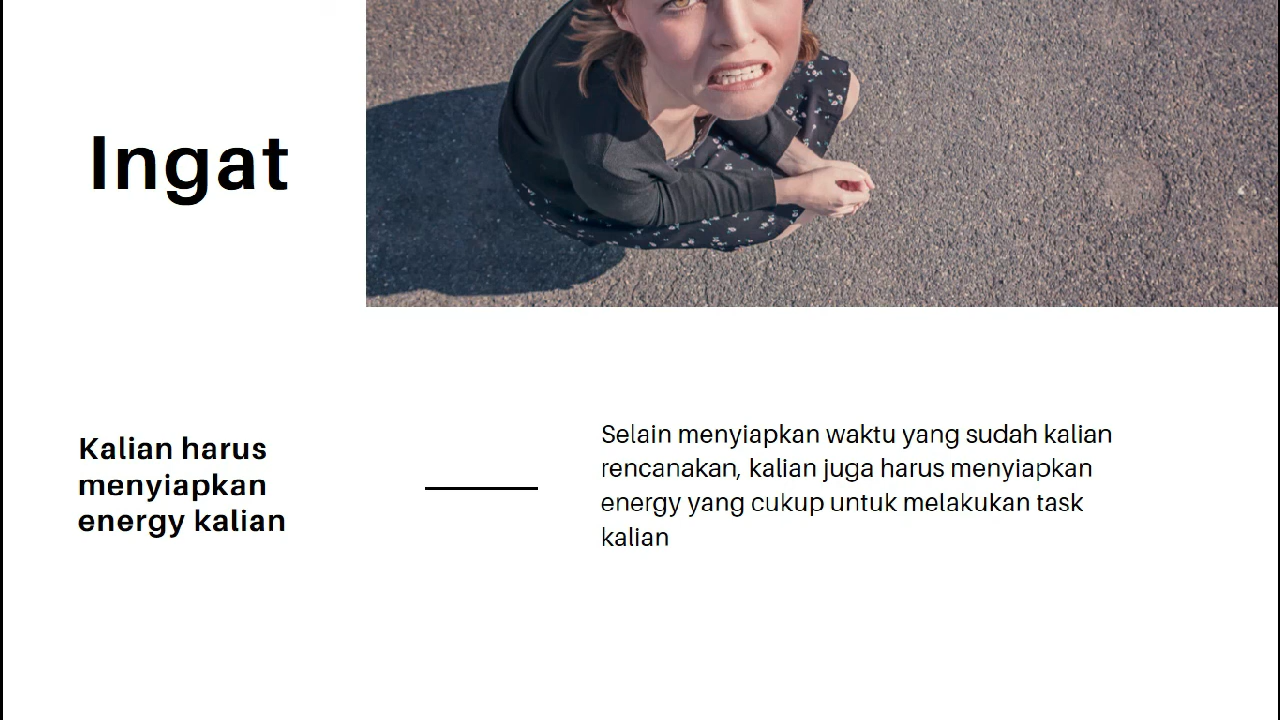 Ingat
Kalian harus
menyiapkan
energy kalian
Selain menyiapkan waktu yang sudah kalian
rencanakan, kalian juga harus menyiapkan
energy yang cukup untuk melakukan task
kalian